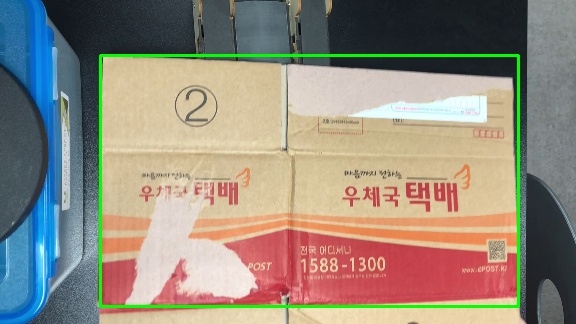 ②
마음까지 전하는
우체국 택배
마음까지 전하는
우체국 택배
POST
전국 어디서나
1588-1300
www.ePOST.kr